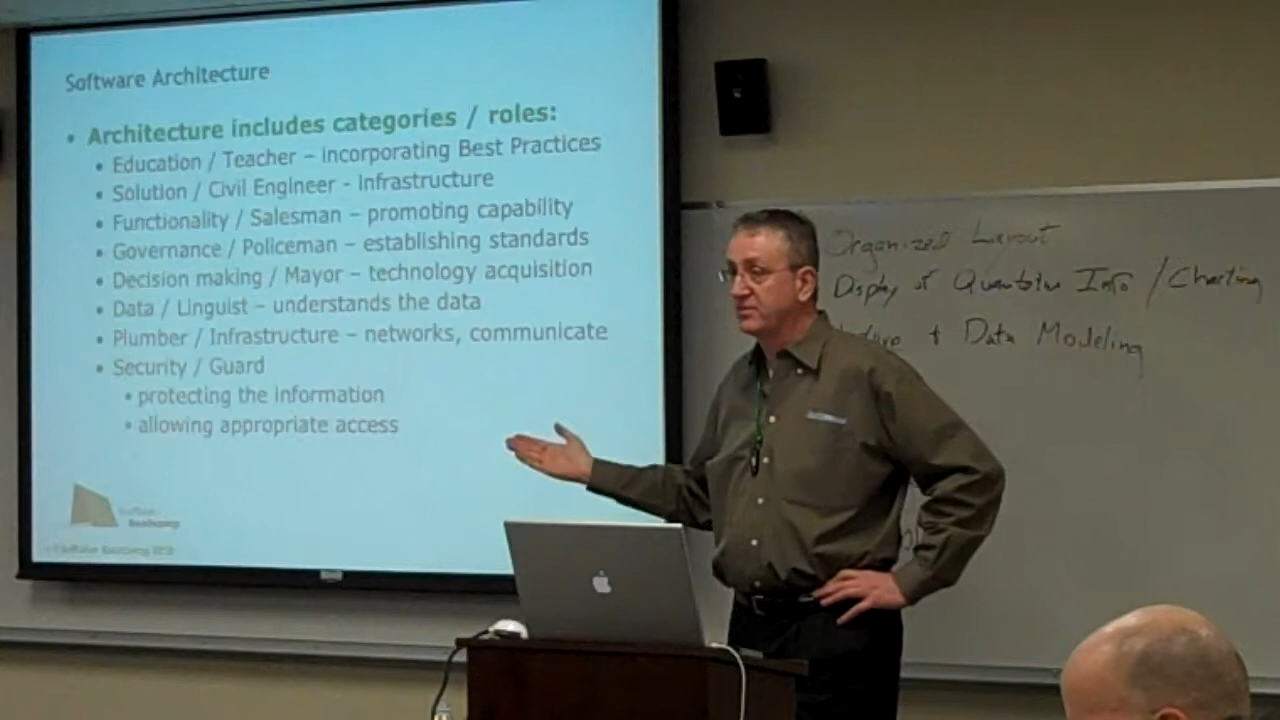 Software Architecture
• Architecture includes categories / roles:
• Education / Teacher – incorporating Best Practices
• Solution / Civil Engineer - Infrastructure
• Functionality / Salesman – promoting capability
• Governance / Policeman – establishing standards
• Decision making / Mayor – technology acquisition
• Data / Linguist – understands the data
• Plumber / Infrastructure – networks, communicate
• Security / Guard
• protecting the information
• allowing appropriate access
Bootcamp
Organized Layout
Display of Info / Charting
+ Data Modeling